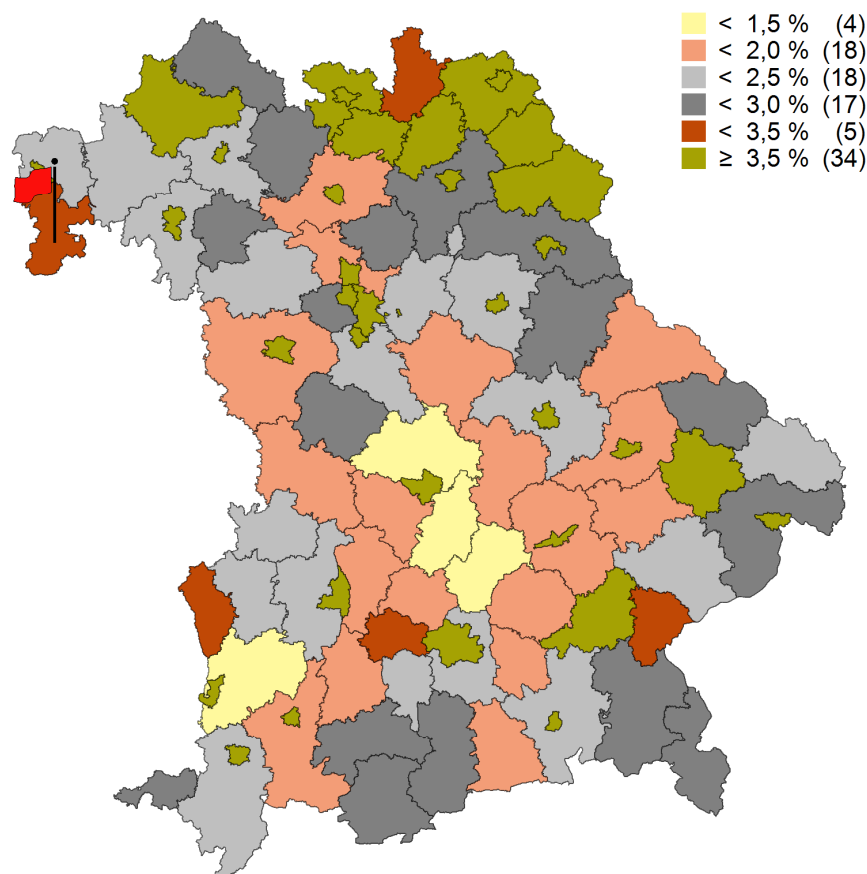 < 1,5 % (4)
< 2,0 % (18)
< 2,5 % (18)
< 3,0 % (17)
< 3,5 % (5)
≥ 3,5 % (34)